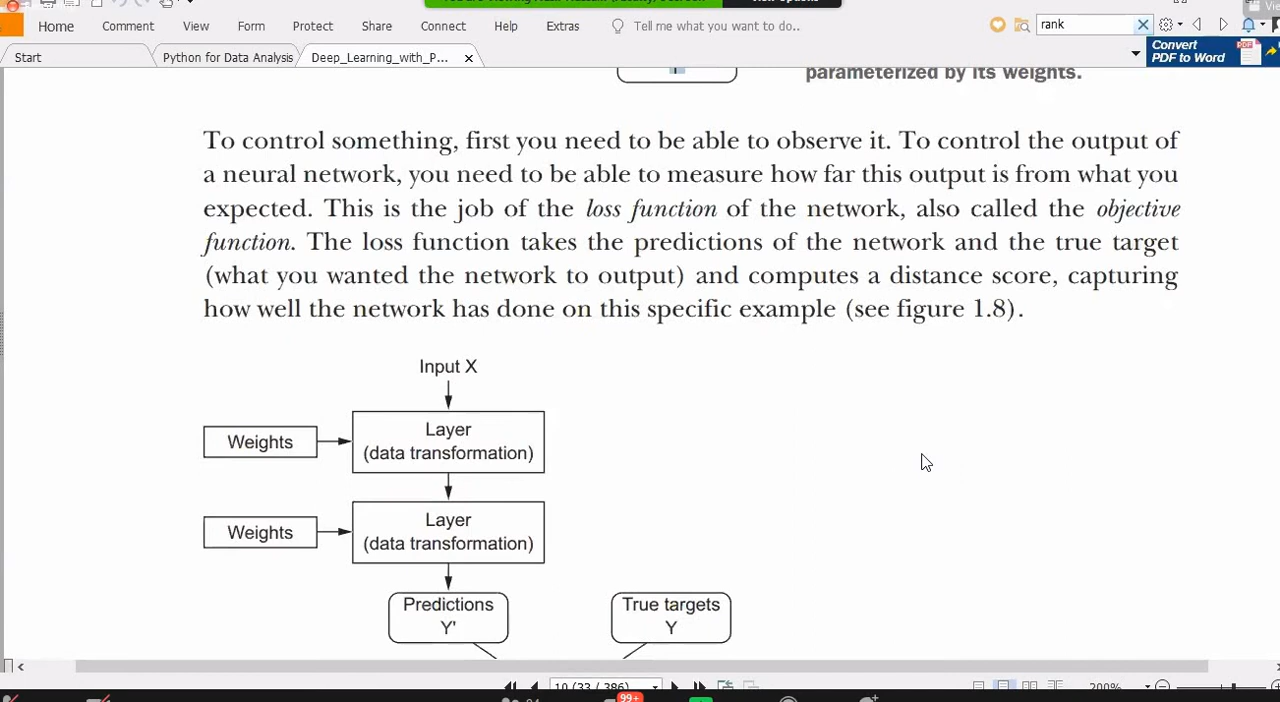 rank
Home Comment View Form Protect Share Connect Help Extras Tell me what you want to do..
Start Python for Data Analysis Deep_Learning_with_P... Convert
PDF to Word
parameterized by its weights.
To control something, first you need to be able to observe it. To control the output of
a neural network, you need to be able to measure how far this output is from what you
expected. This is the job of the loss function of the network, also called the objective
function. The loss function takes the predictions of the network and the true target
(what you wanted the network to output) and computes a distance score, capturing
how well the network has done on this specific example (see figure 1.8).
Input X
Weights
Layer
(data transformation)
Weights
Layer
(data transformation)
Predictions
Y'
True targets
Y
10 (33 / 386)
200%
99+